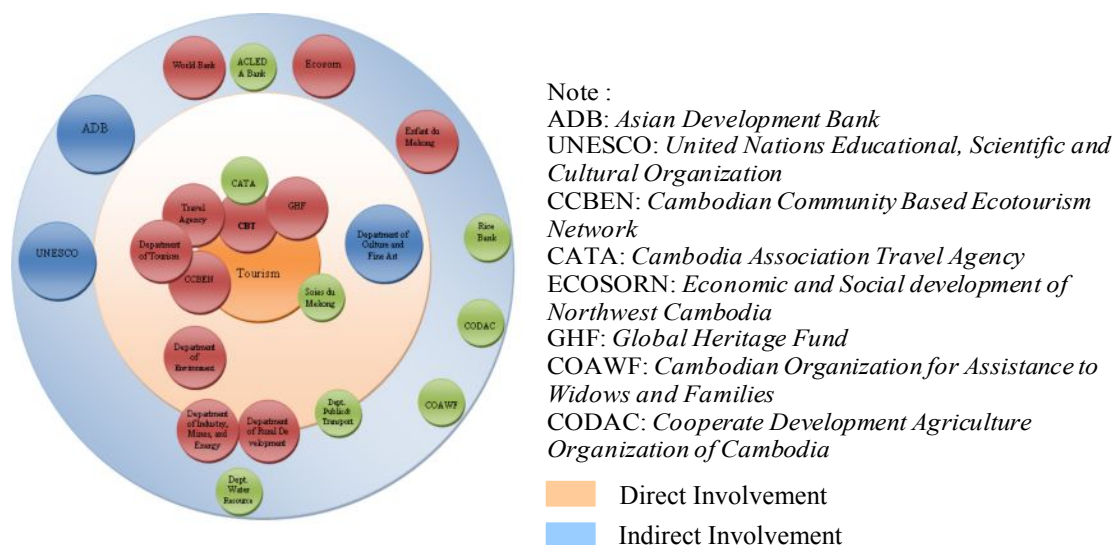 World Bank
ACLED
A Bank
Ecosorn
ADB
Enfant du
Mekong
CATA
Travel
Agency
GHF
CBT
Rice
Bank
Department
of Tourism
Department of
Culture and
Fine Art
UNESCO
Tourism
CCBEN
Soies du
Mekong
CODAC
Department
of
Environment
COAWF
Dept.
Public&
Transport
Department
of Industry,
Mines, and
Energy
Department
of Rural De
velopment
Dept.
Water
Resource
Note :
ADB: Asian Development Bank
UNESCO: United Nations Educational, Scientific and
Cultural Organization
CCBEN: Cambodian Community Based Ecotourism
Network
CATA: Cambodia Association Travel Agency
ECOSORN: Economic and Social development of
Northwest Cambodia
GHF: Global Heritage Fund
COAWF: Cambodian Organization for Assistance to
Widows and Families
CODAC: Cooperate Development Agriculture
Organization of Cambodia
Direct Involvement
Indirect Involvement